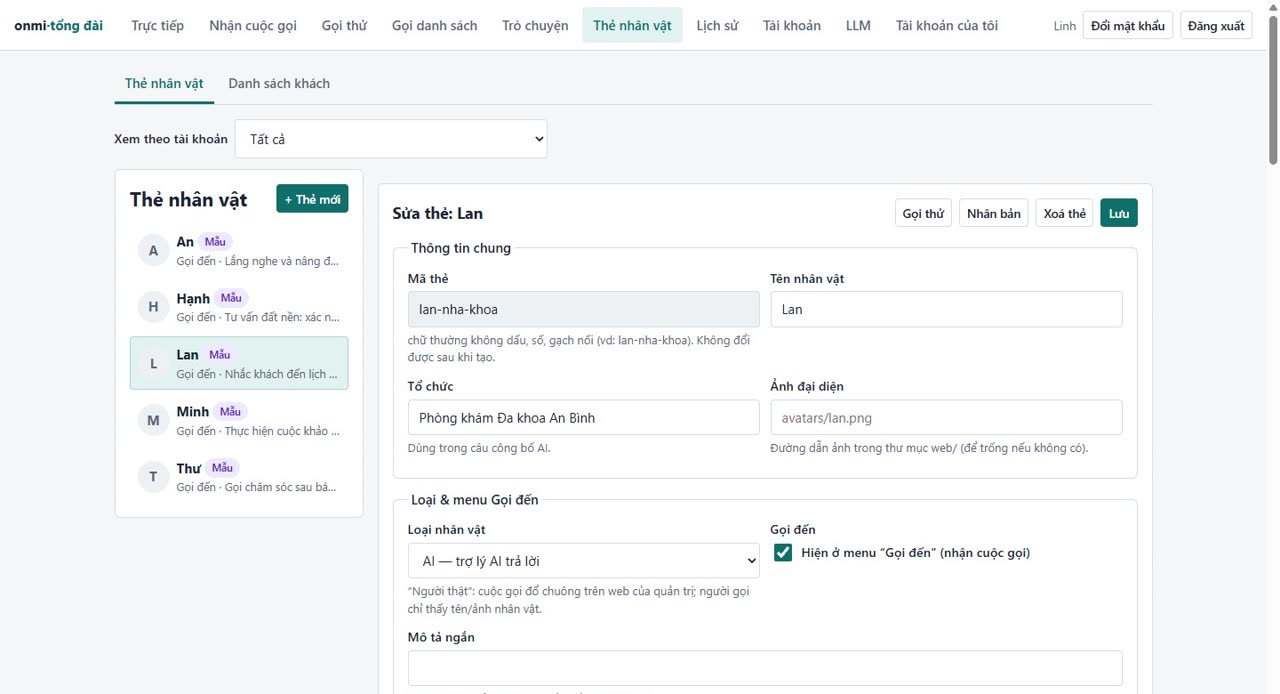 onmi-tổng đài Trực tiếp Nhận cuộc gọi Gọi thử Gọi danh sách Trò chuyện Thẻ nhân vật Lịch sử Tài khoản LLM Tài khoản của tôi Linh Đổi mật khẩu Đăng xuất
Thẻ nhân vật Danh sách khách
Xem theo tài khoản Tất cả
Thẻ nhân vật + Thẻ mới
A An Mẫu
Gọi đến · Lắng nghe và nâng đ...
H Hạnh Mẫu
Gọi đến · Tư vấn đất nền: xác n...
L Lan Mẫu
Gọi đến · Nhắc khách đến lịch ...
M Minh Mẫu
Gọi đến · Thực hiện cuộc khảo ...
T Thư Mẫu
Gọi đến · Gọi chăm sóc sau bá...
Sửa thẻ: Lan Gọi thử Nhân bản Xoá thẻ Lưu
Thông tin chung
Mã thẻ
lan-nha-khoa
chữ thường không dấu, số, gạch nối (vd: lan-nha-khoa). Không đổi
được sau khi tạo.
Tên nhân vật
Lan
Tổ chức
Phòng khám Đa khoa An Bình
Dùng trong câu công bố AI.
Ảnh đại diện
avatars/lan.png
Đường dẫn ảnh trong thư mục web/ (để trống nếu không có).
Loại & menu Gọi đến
Loại nhân vật
AI — trợ lý AI trả lời
"Người thật": cuộc gọi đổ chuông trên web của quản trị; người gọi
chỉ thấy tên/ảnh nhân vật.
Gọi đến
Hiện ở menu "Gọi đến" (nhận cuộc gọi)
Mô tả ngắn